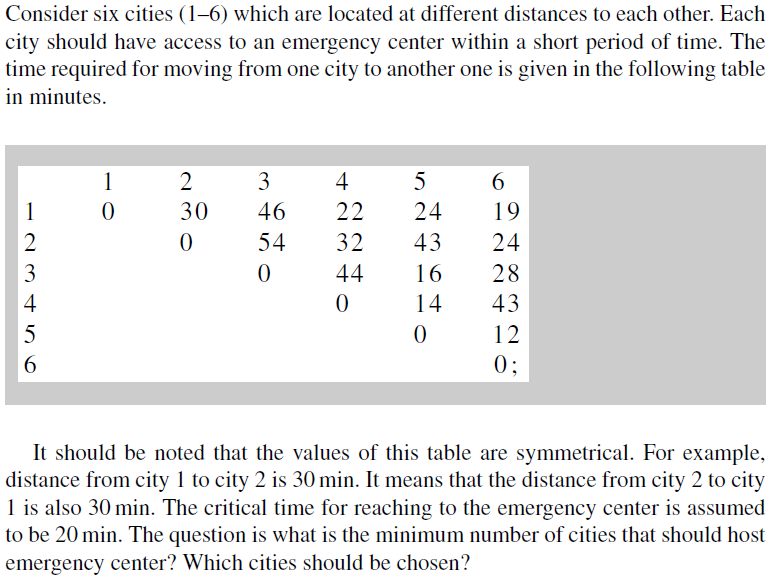 Consider six cities (1–6) which are located at different distances to each other. Each
city should have access to an emergency center within a short period of time. The
time required for moving from one city to another one is given in the following table
in minutes.
1 2 3 4 5 6
1 0 30 46 22 24 19
2 0 54 32 43 24
3 0 44 16 28
4 0 14 43
5 0 12
6 0;
It should be noted that the values of this table are symmetrical. For example,
distance from city 1 to city 2 is 30 min. It means that the distance from city 2 to city
1 is also 30 min. The critical time for reaching to the emergency center is assumed
to be 20 min. The question is what is the minimum number of cities that should host
emergency center? Which cities should be chosen?